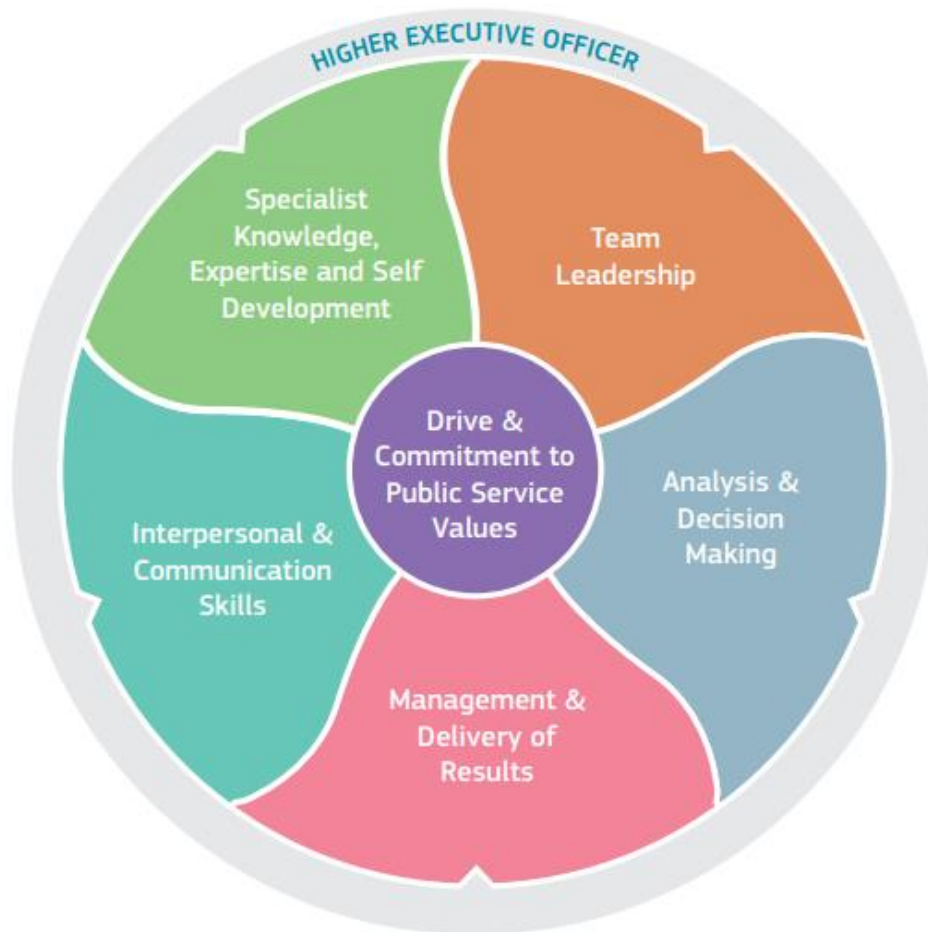 HIGHER EXECUTIVE OFFICER
Specialist
Knowledge,
Expertise and Self
Development
Team
Leadership
Drive &
Commitment to
Public Service
Values
Analysis &
Decision
Making
Interpersonal &
Communication
Skills
Management &
Delivery of
Results